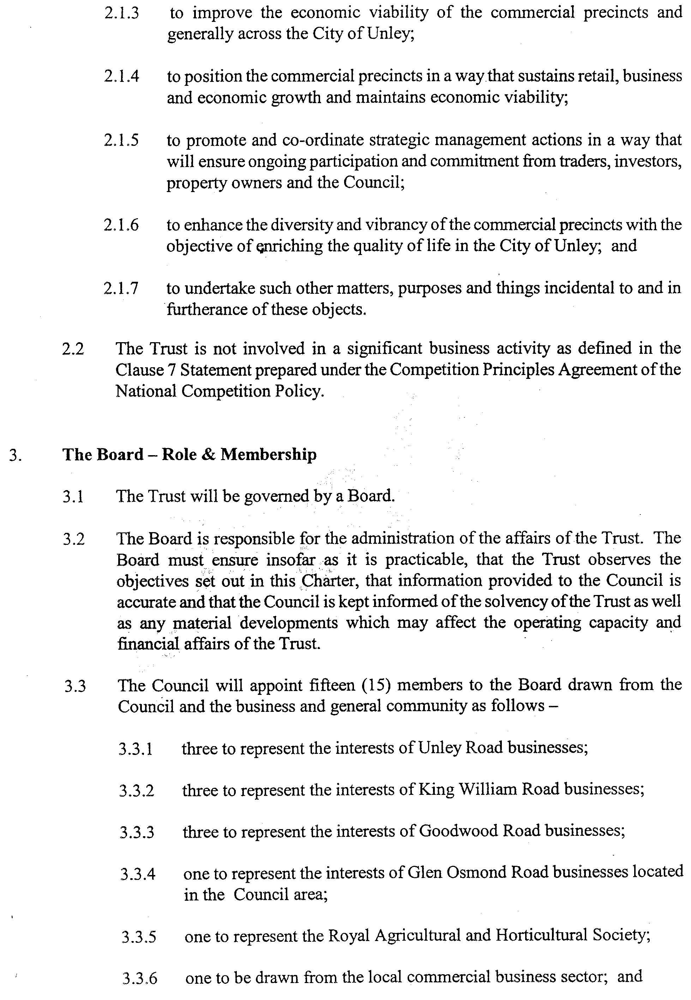 2.1.3 to improve the economic viability of the commercial precincts and
generally across the City of Unley;
2.1.4 to position the commercial precincts in a way that sustains retail, business
and economic growth and maintains economic viability;
2.1.5 to promote and co-ordinate strategic management actions in a way that
will ensure ongoing participation and commitment from traders, investors,
property owners and the Council;
2.1.6 to enhance the diversity and vibrancy of the commercial precincts with the
objective of enriching the quality of life in the City of Unley; and
2.1.7 to undertake such other matters, purposes and things incidental to and in
furtherance of these objects.
2.2 The Trust is not involved in a significant business activity as defined in the
Clause 7 Statement prepared under the Competition Principles Agreement of the
National Competition Policy.
3. The Board – Role & Membership
3.1 The Trust will be governed by a Board.
3.2 The Board is responsible for the administration of the affairs of the Trust. The
Board must ensure insofar as it is practicable, that the Trust observes the
objectives set out in this Charter, that information provided to the Council is
accurate and that the Council is kept informed of the solvency of the Trust as well
as any material developments which may affect the operating capacity and
financial affairs of the Trust.
3.3 The Council will appoint fifteen (15) members to the Board drawn from the
Council and the business and general community as follows –
3.3.1 three to represent the interests of Unley Road businesses;
3.3.2 three to represent the interests of King William Road businesses;
3.3.3 three to represent the interests of Goodwood Road businesses;
3.3.4 one to represent the interests of Glen Osmond Road businesses located
in the Council area;
3.3.5 one to represent the Royal Agricultural and Horticultural Society;
3.3.6 one to be drawn from the local commercial business sector; and